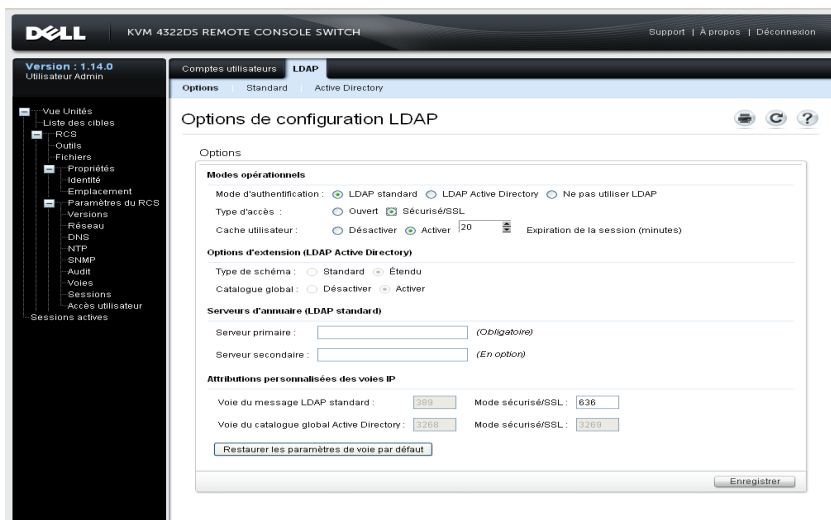 DELL
KVM 4322DS REMOTE CONSOLE SWITCH
Support | À propos | Déconnexion
Version : 1.14.0
Utilisateur Admin
Comptes utilisateurs LDAP
Options Standard Active Directory
Vue Unités
Liste des cibles
RCS
Outils
Fichiers
Propriétés
Identité
Emplacement
Paramètres du RCS
Versions
Réseau
DNS
NTP
SNMP
Audit
Voies
Sessions
Accès utilisateur
Sessions actives
Options de configuration LDAP
Options
Modes opérationnels
Mode d'authentification : LDAP standard LDAP Active Directory Ne pas utiliser LDAP
Type d'accès : Ouvert Sécurisé/SSL
Cache utilisateur : Désactiver Activer 20 Expiration de la session (minutes)
Options d'extension (LDAP Active Directory)
Type de schéma : Standard Étendu
Catalogue global : Désactiver Activer
Serveurs d'annuaire (LDAP standard)
Serveur primaire : (Obligatoire)
Serveur secondaire : (En option)
Attributions personnalisées des voies IP
Voie du message LDAP standard : 389 Mode sécurisé/SSL : 636
Voie du catalogue global Active Directory : 3268 Mode sécurisé/SSL : 3269
Restaurer les paramètres de voie par défaut
Enregistrer